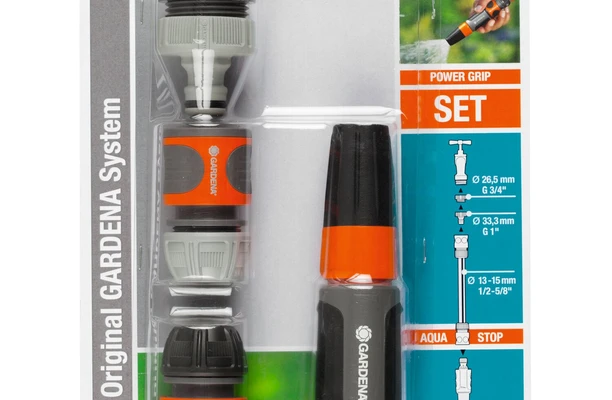 Original GARDENA System
GARDENA
GARDENA
POWER GRIP
SET
Ø 26,5 mm
G 3/4"
Ø 33,3 mm
G 1"
Ø 13-15 mm
1/2-5/8"
AQUA STOP